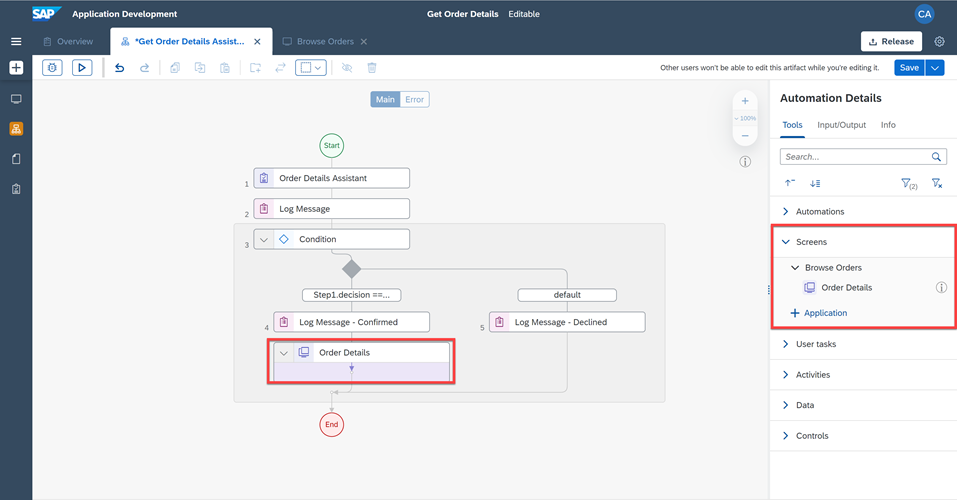 SAP Application Development
Get Order Details Editable
CA
Overview
*Get Order Details Assist...
Browse Orders
Release
Other users won't be able to edit this artifact while you're editing it.
Save
Main Error
100%
Start
1 Order Details Assistant
2 Log Message
3 Condition
Step1.decision ==...
default
4 Log Message - Confirmed
5 Log Message - Declined
Order Details
End
Automation Details
Tools Input/Output Info
Search...
(2)
Automations
Screens
Browse Orders
Order Details
Application
User tasks
Activities
Data
Controls